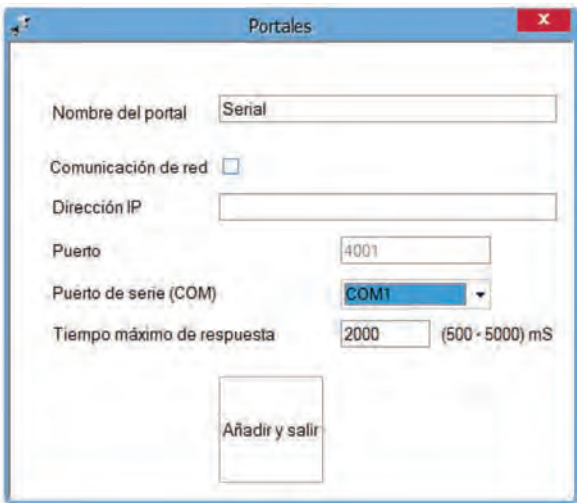 Portales
x
Nombre del portal Serial
Comunicación de red
Dirección IP
Puerto 4001
Puerto de serie (COM) COM1
Tiempo máximo de respuesta 2000 (500 - 5000) mS
Añadir y salir